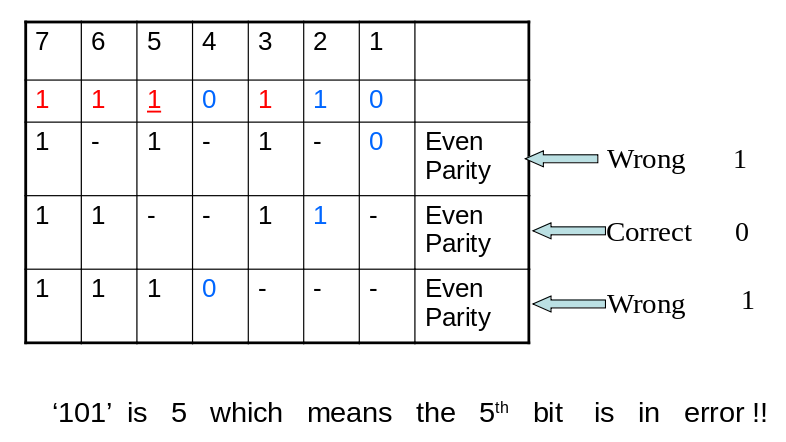 7 6 5 4 3 2 1
1 1 1 0 1 1 0
1 - 1 - 1 - 0 Even Parity Wrong 1
1 1 - - 1 1 - Even Parity Correct 0
1 1 1 0 - - - Even Parity Wrong 1
‘101’ is 5 which means the 5th bit is in error !!